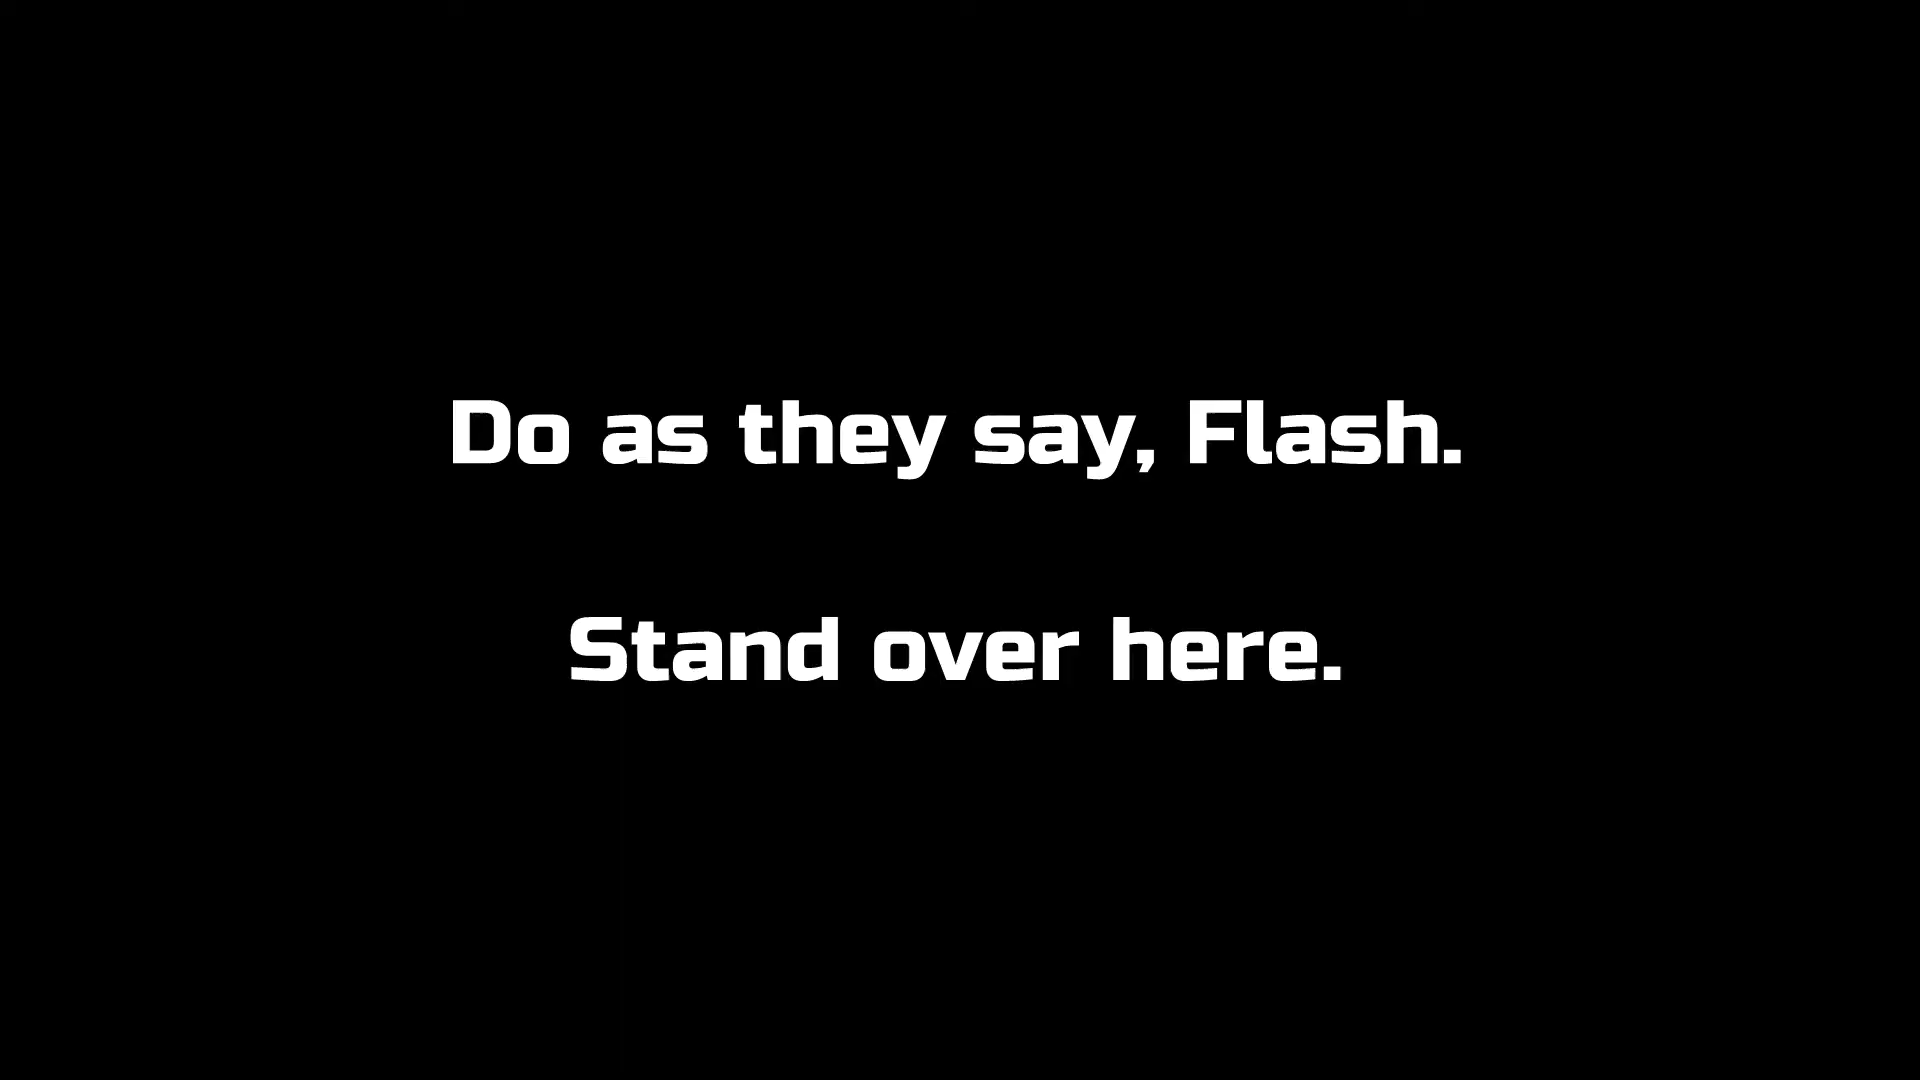 Do as they say, Flash.
Stand over here.